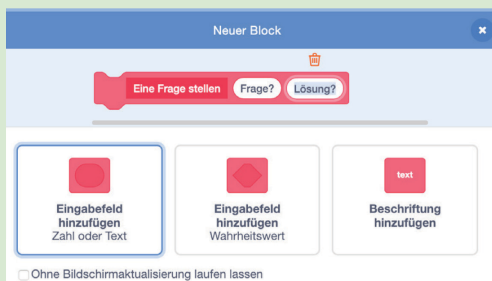 Neuer Block
Eine Frage stellen Frage? Lösung?
text
Eingabefeld hinzufügen
Zahl oder Text
Eingabefeld hinzufügen
Wahrheitswert
Beschriftung hinzufügen
Ohne Bildschirmaktualisierung laufen lassen